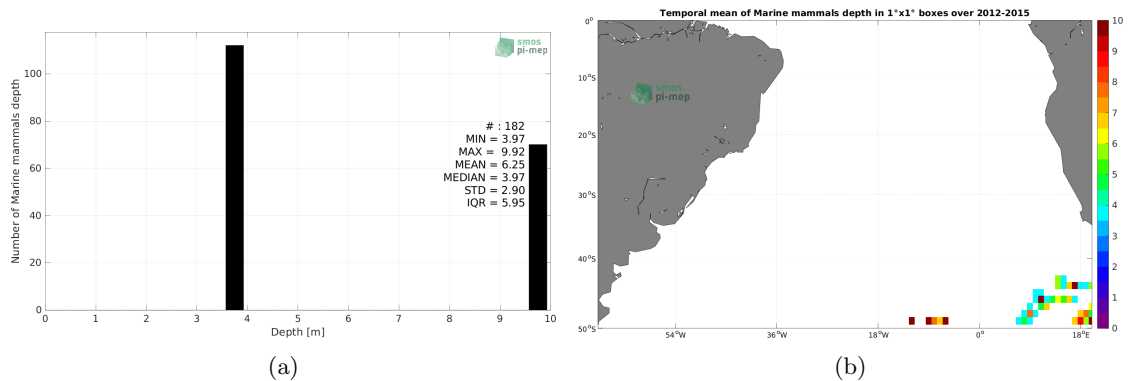 smos
pi-mep
Number of Marine mammals depth
120
100
80
60
40
20
0
# : 182
MIN = 3.97
MAX = 9.92
MEAN = 6.25
MEDIAN = 3.97
STD = 2.90
IQR = 5.95
0 1 2 3 4 5 6 7 8 9 10
Depth [m]
(a)
Temporal mean of Marine mammals depth in 1°x1° boxes over 2012-2015
smos
pi-mep
0°
10°S
20°S
30°S
40°S
50°S
54°W 36°W 18°W 0° 18°E
10
9
8
7
6
5
4
3
2
1
0
(b)